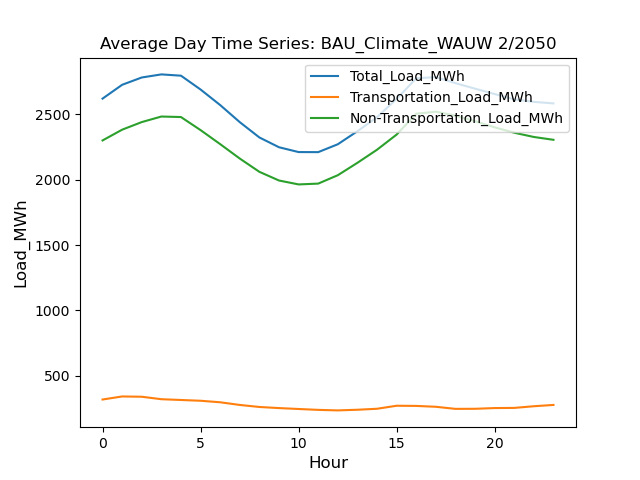 Average Day Time Series: BAU_Climate_WAUW 2/2050
Total_Load_MWh
Transportation_Load_MWh
Non-Transportation_Load_MWh
Load_MWh
2500
2000
1500
1000
500
0 5 10 15 20
Hour